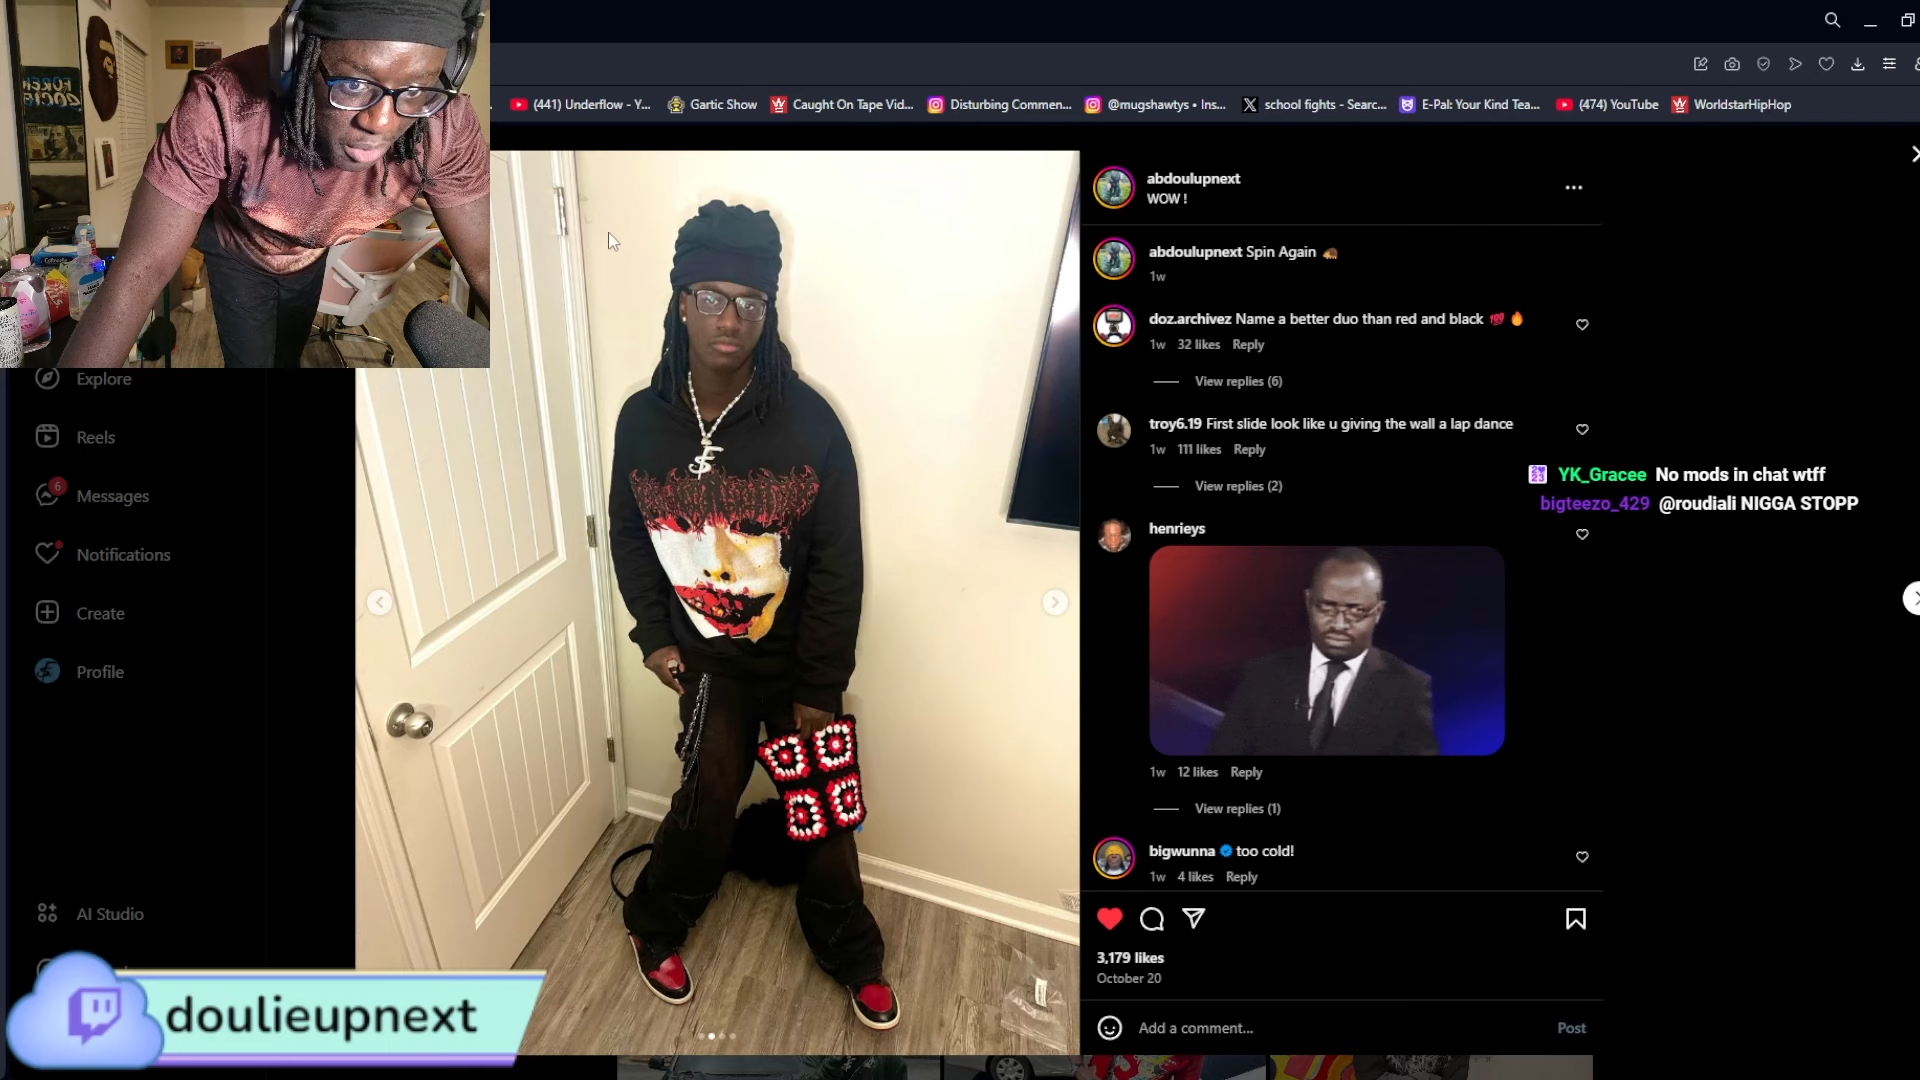 (441) Underflow - Y...
Gartic Show
Caught On Tape Vid...
Disturbing Commen...
@mugshawtys • Ins...
school fights - Searc...
E-Pal: Your Kind Tea...
(474) YouTube
WorldstarHipHop
abdoulupnext
WOW !
abdoulupnext Spin Again
1w
doz.archivez Name a better duo than red and black 💯 🔥
1w 32 likes Reply
View replies (6)
troy6.19 First slide look like u giving the wall a lap dance
1w 111 likes Reply
View replies (2)
henrieys
1w 12 likes Reply
View replies (1)
bigwunna too cold!
1w 4 likes Reply
3,179 likes
October 20
Add a comment...
Post
YK_Gracee No mods in chat wtff
bigteezo_429 @roudiali NIGGA STOPP
Explore
Reels
6
Messages
Notifications
Create
Profile
AI Studio
doulieupnext